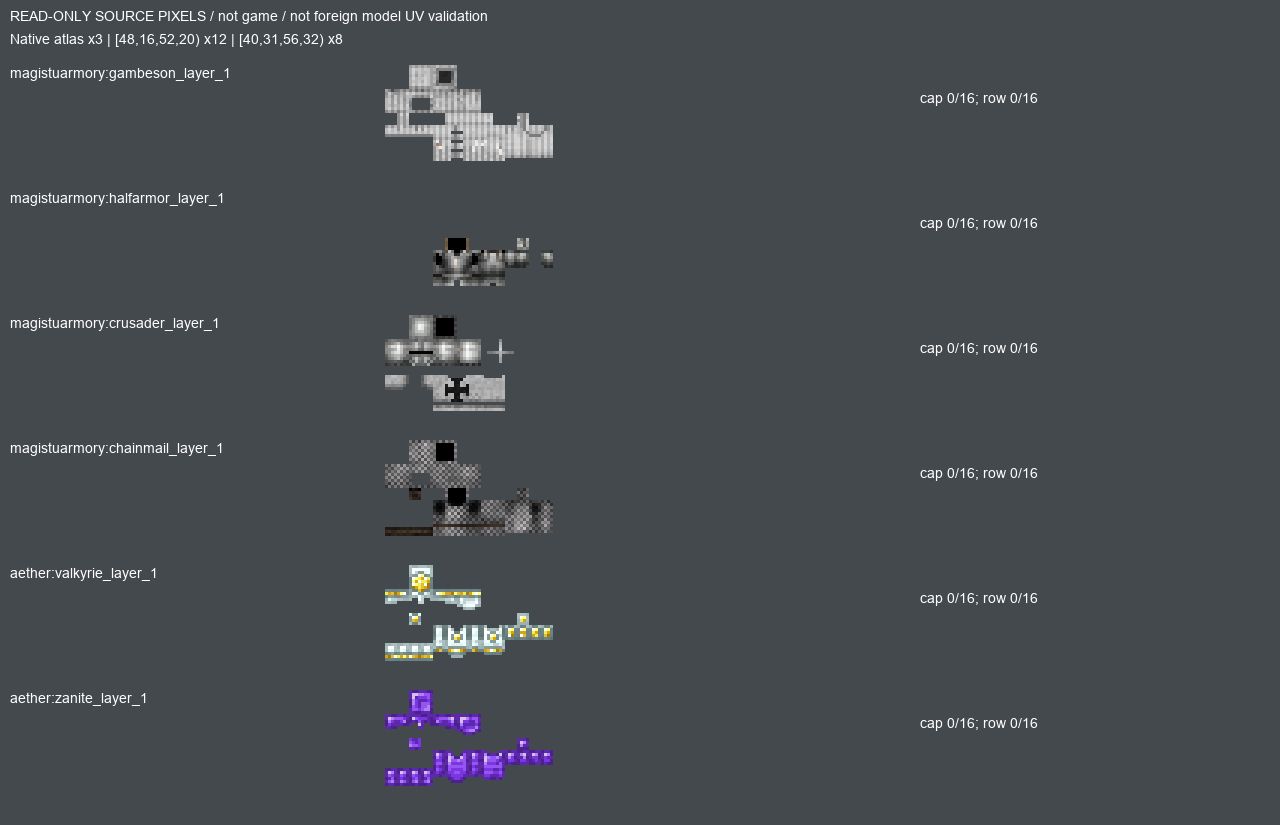 READ-ONLY SOURCE PIXELS / not game / not foreign model UV validation
Native atlas x3 | [48,16,52,20) x12 | [40,31,56,32) x8
magistuarmory:gambeson_layer_1
cap 0/16; row 0/16
magistuarmory:halfarmor_layer_1
cap 0/16; row 0/16
magistuarmory:crusader_layer_1
cap 0/16; row 0/16
magistuarmory:chainmail_layer_1
cap 0/16; row 0/16
aether:valkyrie_layer_1
cap 0/16; row 0/16
aether:zanite_layer_1
cap 0/16; row 0/16